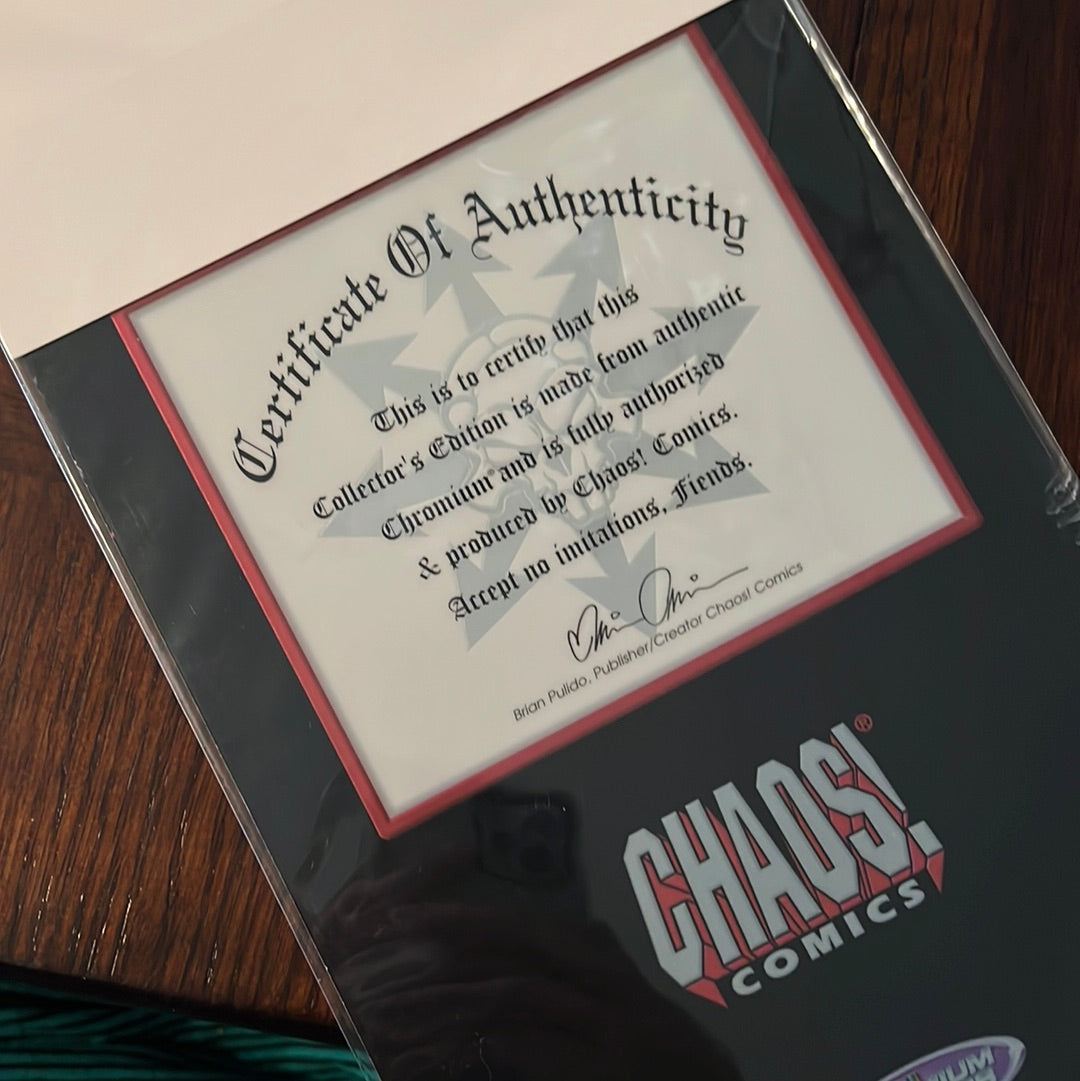 Certificate Of Authenticity
This is to certify that this
Collector's Edition is made from authentic
Chromium® and is fully authorized
& produced by Chaos! Comics.
Accept no imitations, Fiends.
Brian Pulido, Publisher/Creator Chaos! Comics
CHAOS!®
COMICS